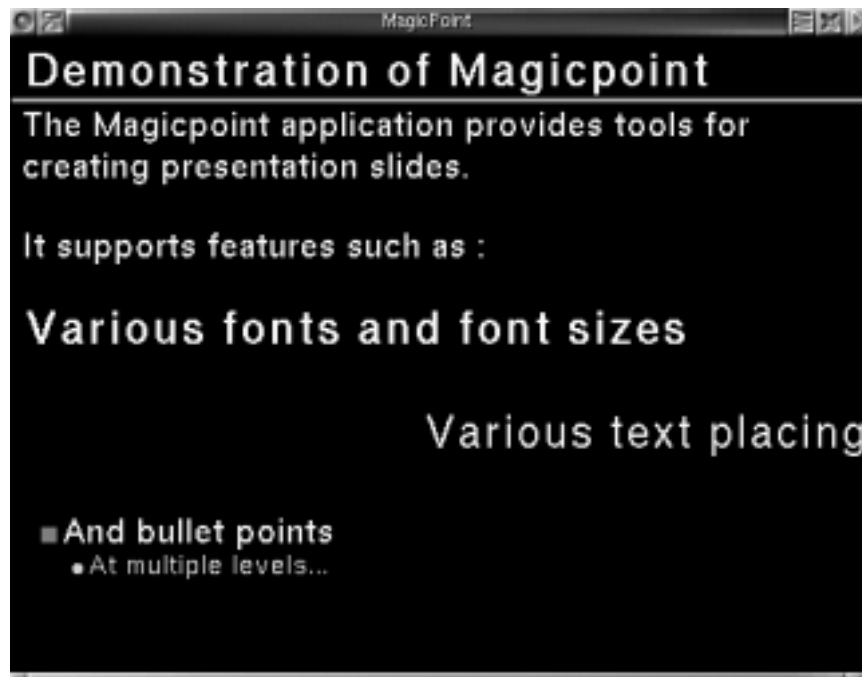 MagicPoint
Demonstration of Magicpoint
The Magicpoint application provides tools for
creating presentation slides.
It supports features such as :
Various fonts and font sizes
Various text placing
And bullet points
At multiple levels...